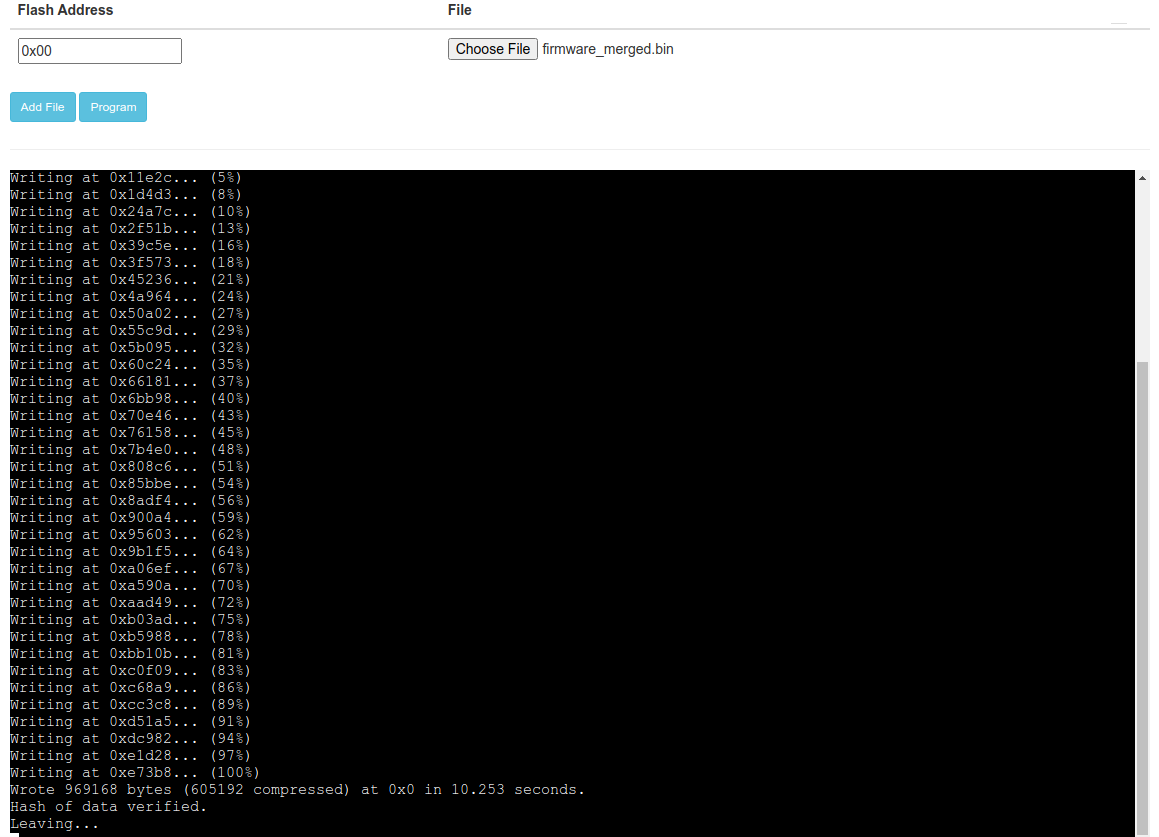 Flash Address File
0x00 Choose File firmware_merged.bin
Add File Program
Writing at 0x11e2c... (5%)
Writing at 0x1d4d3... (8%)
Writing at 0x24a7c... (10%)
Writing at 0x2f51b... (13%)
Writing at 0x39c5e... (16%)
Writing at 0x3f573... (18%)
Writing at 0x45236... (21%)
Writing at 0x4a964... (24%)
Writing at 0x50a02... (27%)
Writing at 0x55c9d... (29%)
Writing at 0x5b095... (32%)
Writing at 0x60c24... (35%)
Writing at 0x66181... (37%)
Writing at 0x6bb98... (40%)
Writing at 0x70e46... (43%)
Writing at 0x76158... (45%)
Writing at 0x7b4e0... (48%)
Writing at 0x808c6... (51%)
Writing at 0x85bbe... (54%)
Writing at 0x8adf4... (56%)
Writing at 0x900a4... (59%)
Writing at 0x95603... (62%)
Writing at 0x9b1f5... (64%)
Writing at 0xa06ef... (67%)
Writing at 0xa590a... (70%)
Writing at 0xaad49... (72%)
Writing at 0xb03ad... (75%)
Writing at 0xb5988... (78%)
Writing at 0xbb10b... (81%)
Writing at 0xc0f09... (83%)
Writing at 0xc68a9... (86%)
Writing at 0xcc3c8... (89%)
Writing at 0xd51a5... (91%)
Writing at 0xdc982... (94%)
Writing at 0xe1d28... (97%)
Writing at 0xe73b8... (100%)
Wrote 969168 bytes (605192 compressed) at 0x0 in 10.253 seconds.
Hash of data verified.
Leaving...